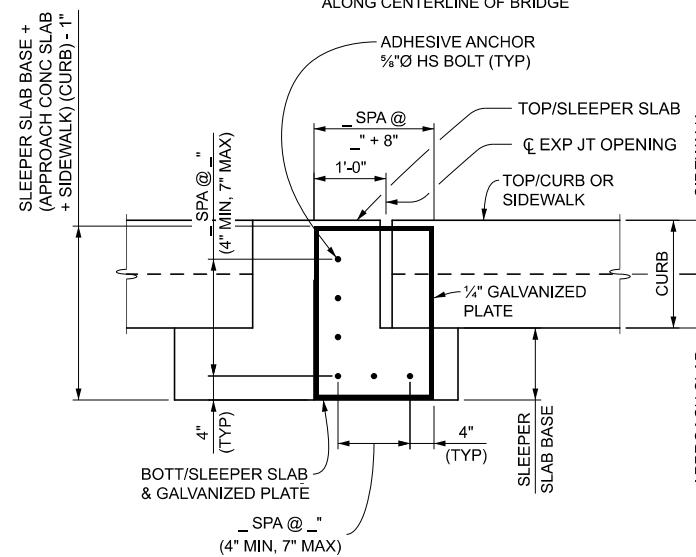 ALONG CENTERLINE OF BRIDGE
SLEEPER SLAB BASE +
(APPROACH CONC SLAB
+ SIDEWALK) (CURB) - 1"
ADHESIVE ANCHOR
⅝"Ø HS BOLT (TYP)
_ SPA @
_" + 8"
1'-0"
_ SPA @ _"
(4" MIN, 7" MAX)
TOP/SLEEPER SLAB
℄ EXP JT OPENING
TOP/CURB OR
SIDEWALK
¼" GALVANIZED
PLATE
CURB
4"
(TYP)
4"
(TYP)
SLEEPER
SLAB BASE
BOTT/SLEEPER SLAB
& GALVANIZED PLATE
_ SPA @ _"
(4" MIN, 7" MAX)